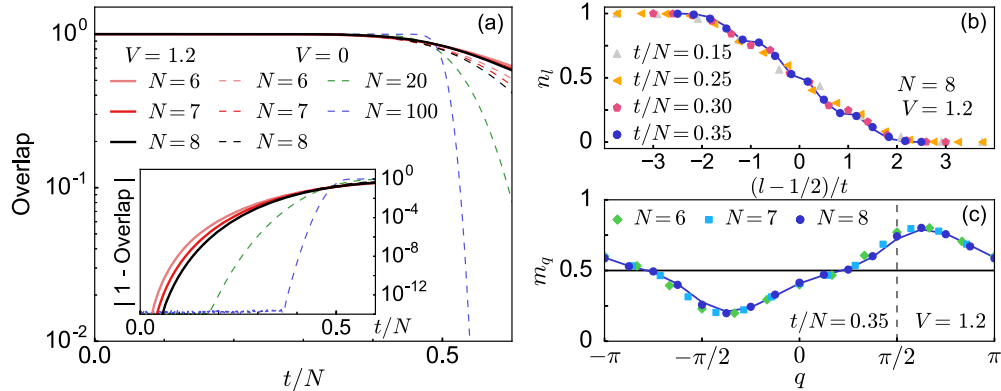 (a)
10^0
V = 1.2 V = 0
N = 6 N = 6 N = 20
N = 7 N = 7 N = 100
N = 8 N = 8
Overlap
10^-1
10^-2
| 1 - Overlap |
10^0
10^-4
10^-8
10^-12
0.0 0.5 t/N
0.0 0.5
t/N
(b)
n_l
1
0.5
0
t/N = 0.15
t/N = 0.25
t/N = 0.30
t/N = 0.35
N = 8
V = 1.2
−3 −2 −1 0 1 2 3
(l − 1/2)/t
(c)
m_q
1
0.5
0
N = 6 N = 7 N = 8
t/N = 0.35 V = 1.2
−π −π/2 0 π/2 π
q